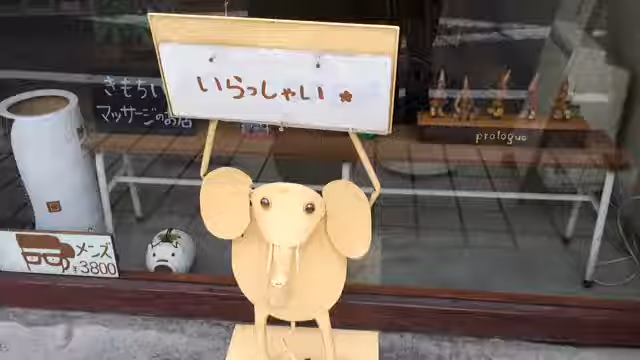 いらっしゃい
きもちい
マッサージのお店
prologue
メンズ
¥3800